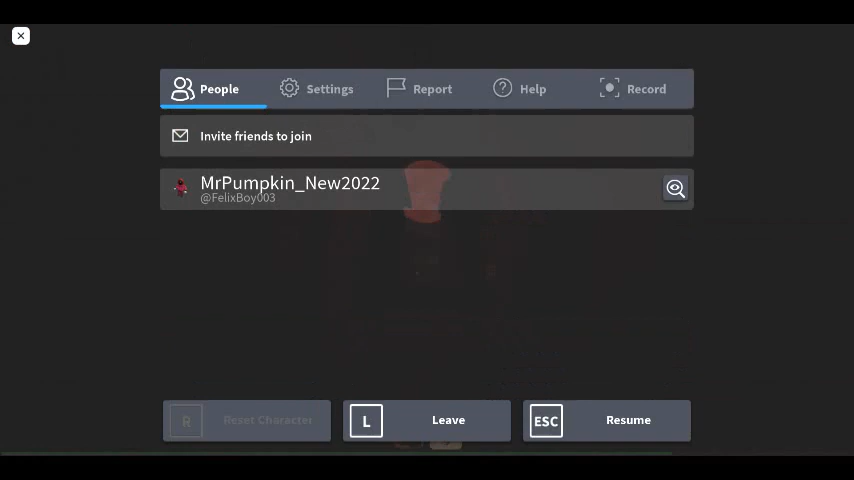 People
Settings
Report
Help
Record
Invite friends to join
MrPumpkin_New2022
@FelixBoy003
R
Reset Character
L
Leave
ESC
Resume